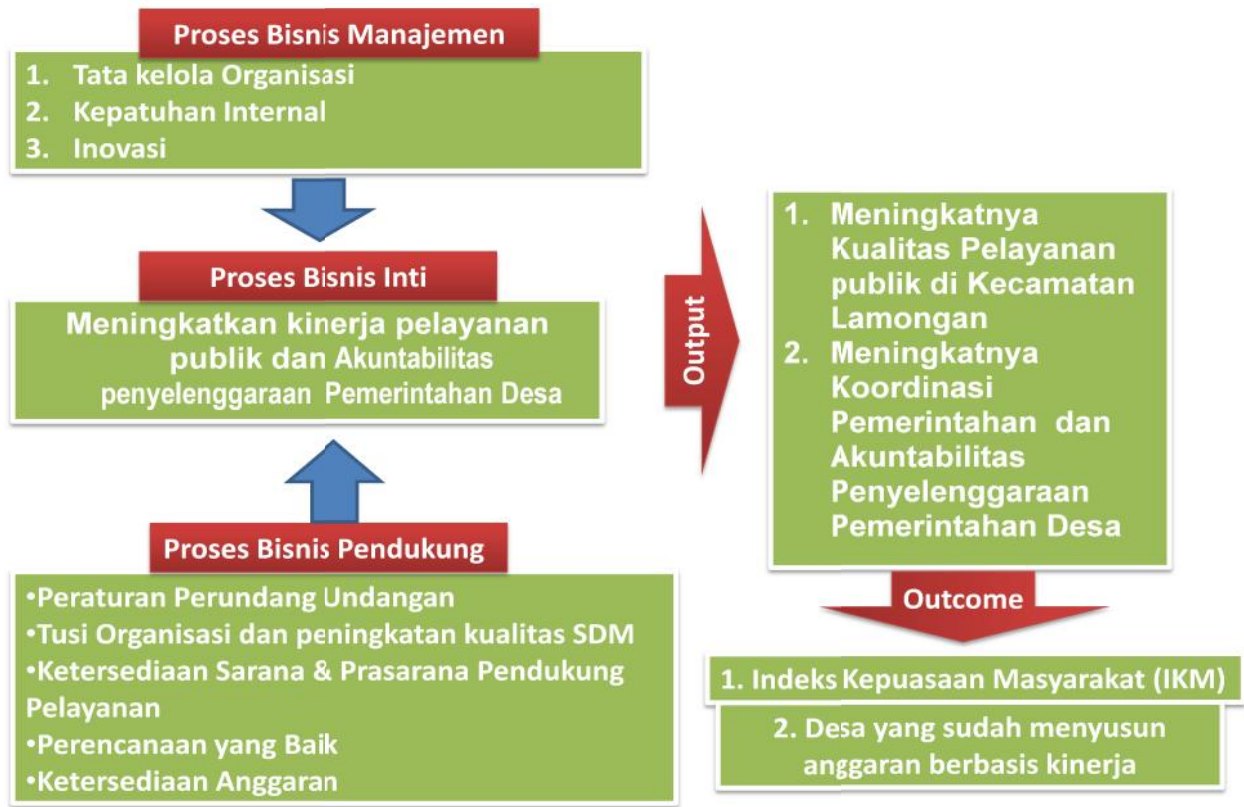 Proses Bisnis Manajemen
1. Tata kelola Organisasi
2. Kepatuhan Internal
3. Inovasi
Proses Bisnis Inti
Meningkatkan kinerja pelayanan
publik dan Akuntabilitas
penyelenggaraan Pemerintahan Desa
Proses Bisnis Pendukung
•Peraturan Perundang Undangan
•Tusi Organisasi dan peningkatan kualitas SDM
•Ketersediaan Sarana & Prasarana Pendukung
Pelayanan
•Perencanaan yang Baik
•Ketersediaan Anggaran
Output
1. Meningkatnya
Kualitas Pelayanan
publik di Kecamatan
Lamongan
2. Meningkatnya
Koordinasi
Pemerintahan dan
Akuntabilitas
Penyelenggaraan
Pemerintahan Desa
Outcome
1. Indeks Kepuasaan Masyarakat (IKM)
2. Desa yang sudah menyusun
anggaran berbasis kinerja